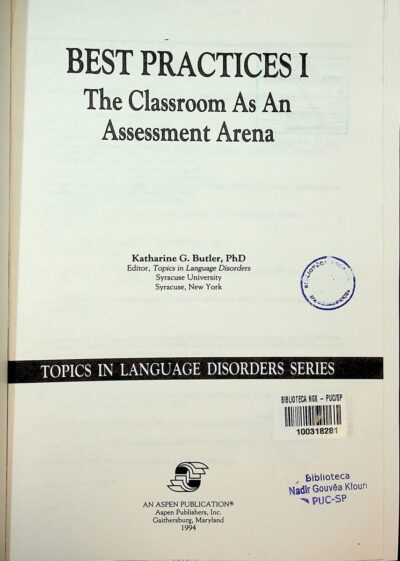 BEST PRACTICES I
The Classroom As An
Assessment Arena
Katharine G. Butler, PhD
Editor, Topics in Language Disorders
Syracuse University
Syracuse, New York
TOPICS IN LANGUAGE DISORDERS SERIES
BIBLIOTECA NGK - PUC/SP
100318281
AN ASPEN PUBLICATION®
Aspen Publishers, Inc.
Gaithersburg, Maryland
1994
Biblioteca
Nadir Gouvêa Kfouri
PUC-SP